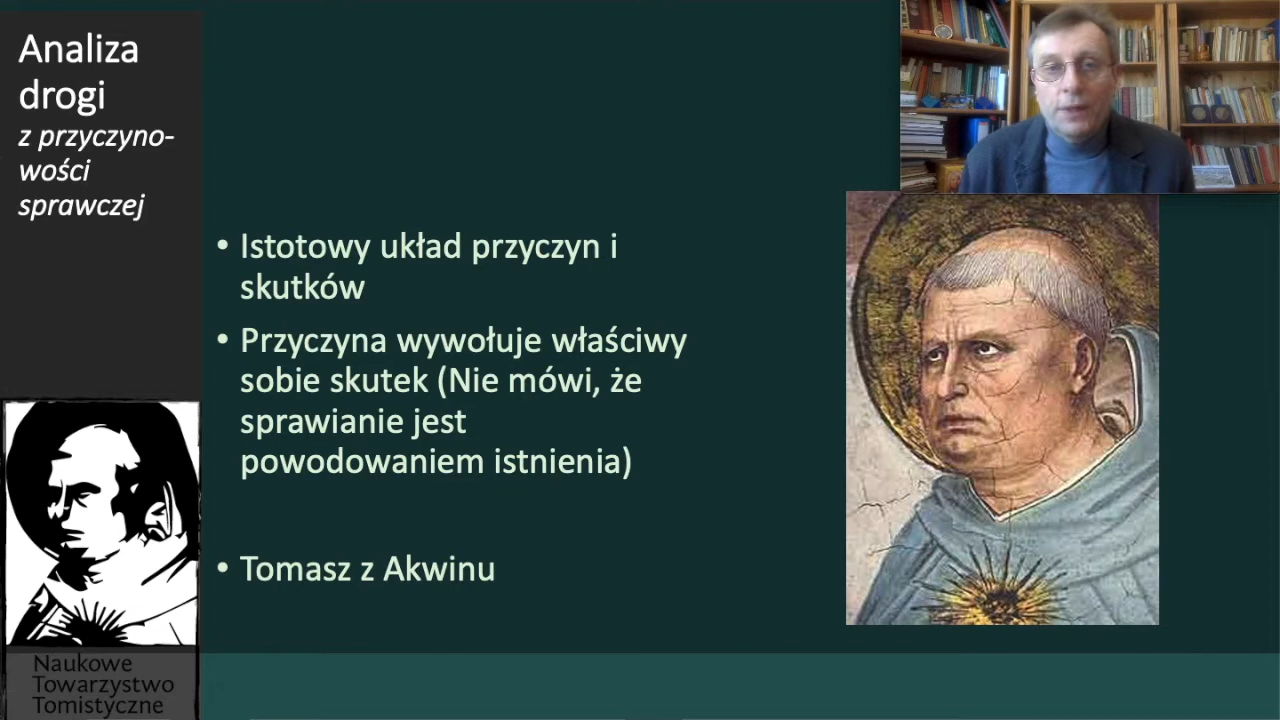 Analiza
drogi
z przyczyno-
wości
sprawczej
• Istotowy układ przyczyn i
skutków
• Przyczyna wywołuje właściwy
sobie skutek (Nie mówi, że
sprawianie jest
powodowaniem istnienia)
• Tomasz z Akwinu
Naukowe
Towarzystwo
Tomistyczne